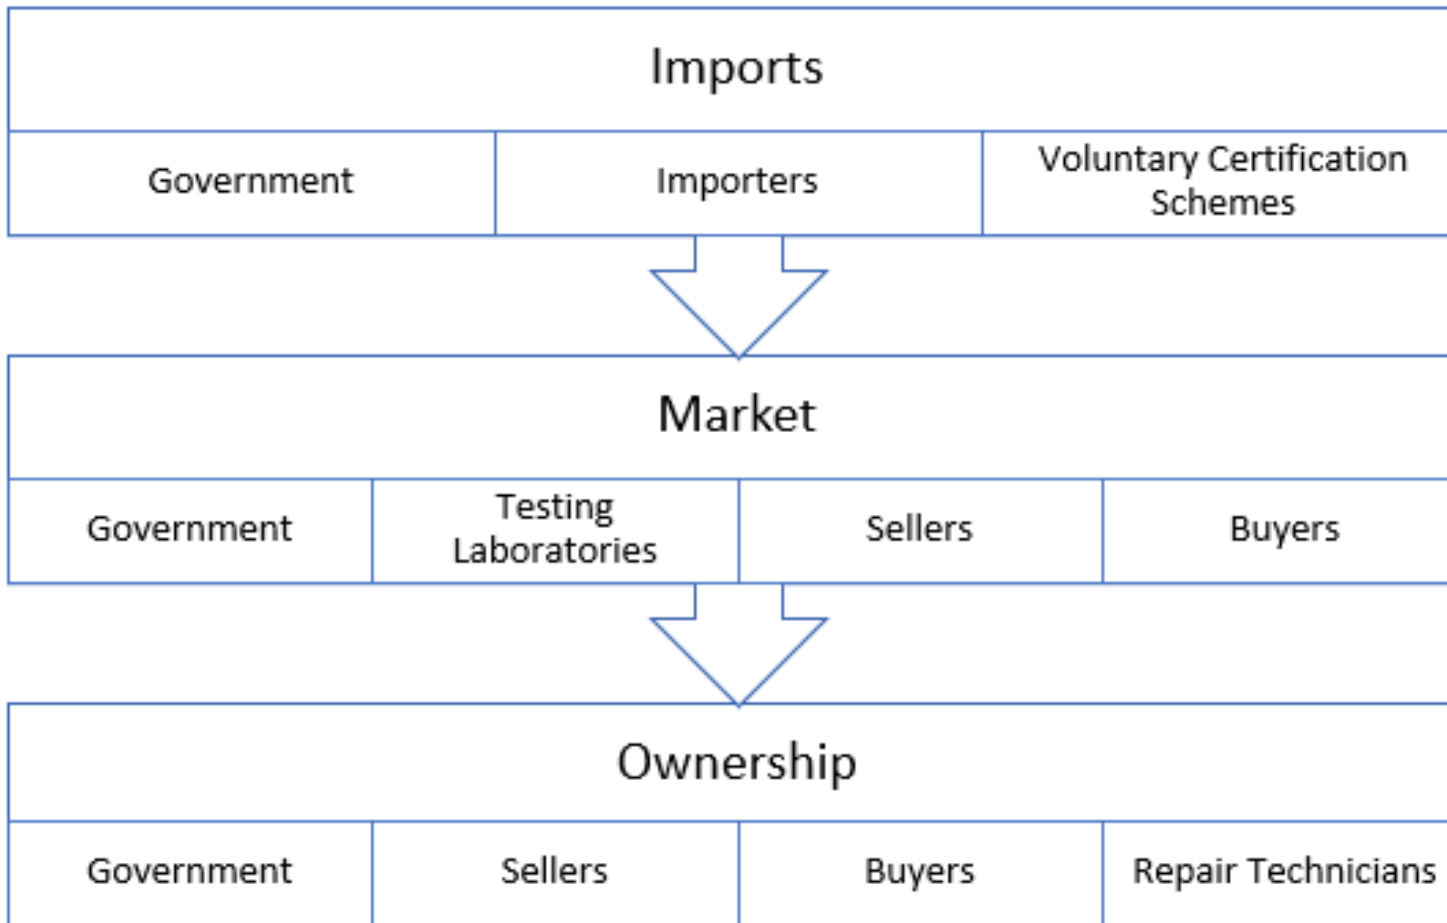 Imports
Government
Importers
Voluntary Certification
Schemes
Market
Government
Testing
Laboratories
Sellers
Buyers
Ownership
Government
Sellers
Buyers
Repair Technicians